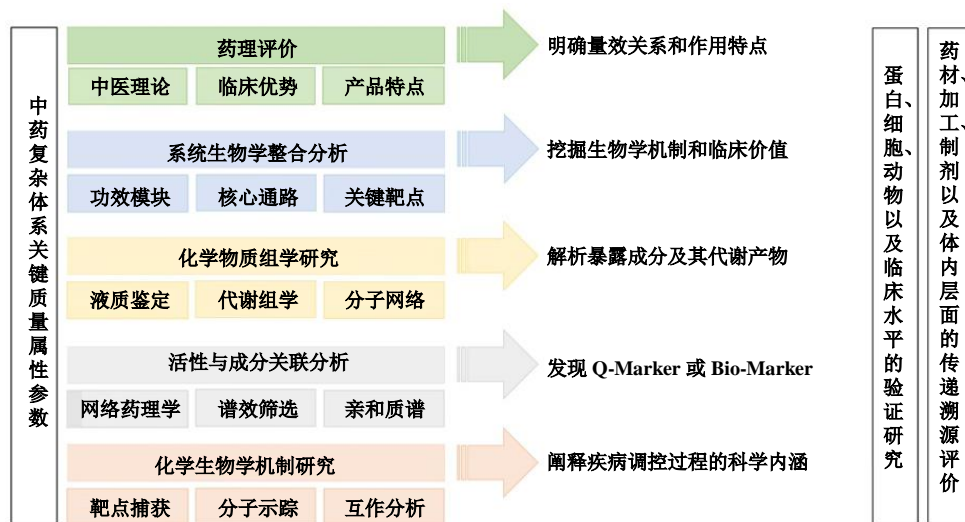 中药复杂体系关键质量属性参数
药理评价
中医理论 临床优势 产品特点
明确量效关系和作用特点
系统生物学整合分析
功效模块 核心通路 关键靶点
挖掘生物学机制和临床价值
化学物质组学研究
液质鉴定 代谢组学 分子网络
解析暴露成分及其代谢产物
活性与成分关联分析
网络药理学 谱效筛选 亲和质谱
发现 Q-Marker 或 Bio-Marker
化学生物学机制研究
靶点捕获 分子示踪 互作分析
阐释疾病调控过程的科学内涵
蛋白、细胞、动物以及临床水平的验证研究
药材、加工、制剂以及体内层面的传递溯源评价